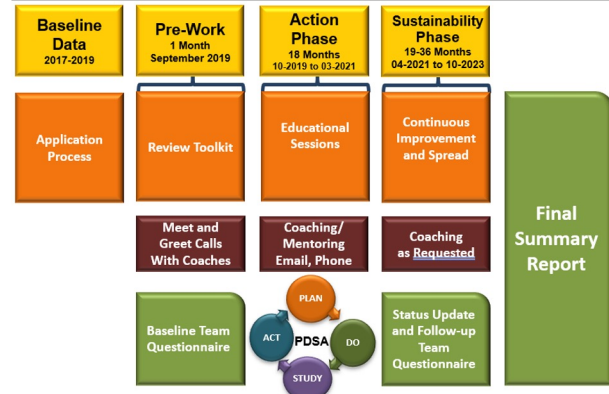 Baseline
Data
2017-2019
Pre-Work
1 Month
September 2019
Action
Phase
18 Months
10-2019 to 03-2021
Sustainability
Phase
19-36 Months
04-2021 to 10-2023
Application
Process
Review Toolkit
Educational
Sessions
Continuous
Improvement
and Spread
Final
Summary
Report
Meet and
Greet Calls
With Coaches
Coaching/
Mentoring
Email, Phone
Coaching
as Requested
Baseline Team
Questionnaire
PLAN
ACT
PDSA
DO
STUDY
Status Update
and Follow-up
Team
Questionnaire